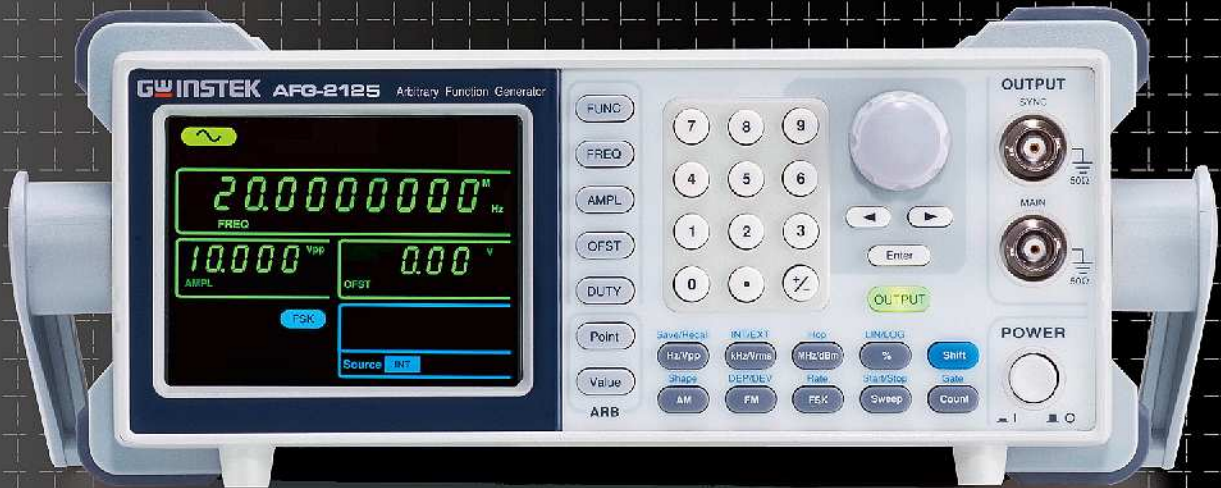 GW INSTEK AFG-2125 Arbitrary Function Generator
20.0000000 M Hz
FREQ
10.000 Vpp
AMPL
0.00 V
OFST
FSK
Source INT
FUNC
FREQ
AMPL
OFST
DUTY
Point
Value
ARB
7 8 9
4 5 6
1 2 3
0 • +/−
◄ ►
Enter
OUTPUT
Save/Recal INT/EXT Hop LIN/LOG
Hz/Vpp kHz/Vrms MHz/dBm % Shift
Shape DEP/DEV Rate Start/Stop Gate
AM FM FSK Sweep Count
OUTPUT
SYNC
50Ω
MAIN
50Ω
POWER
I O